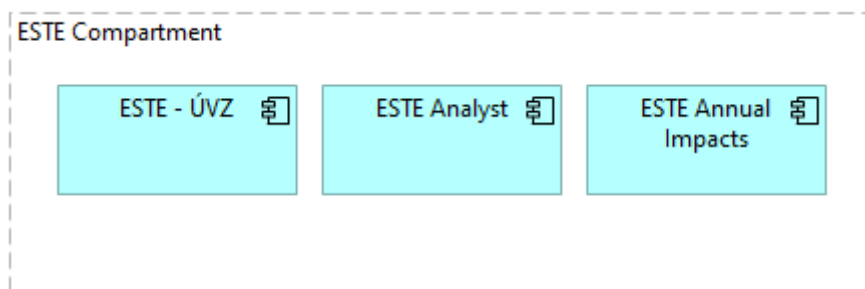 ESTE Compartment
ESTE - ÚVZ
ESTE Analyst
ESTE Annual
Impacts